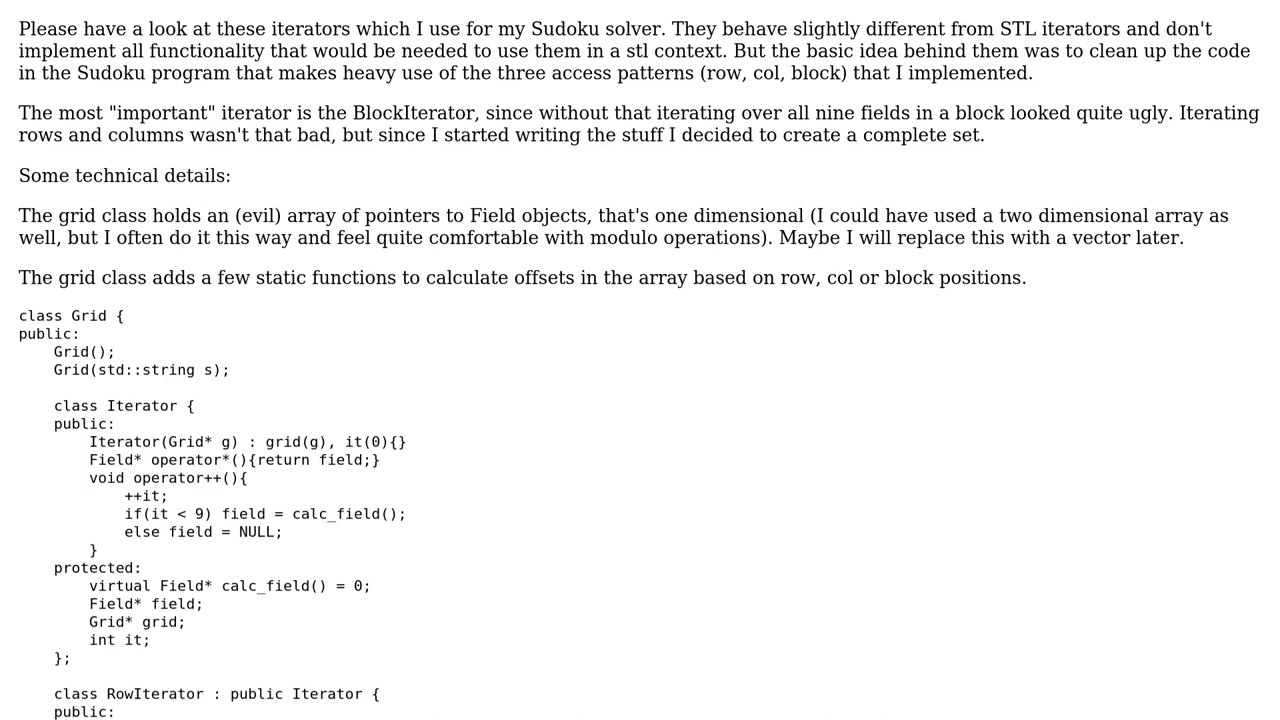 Please have a look at these iterators which I use for my Sudoku solver. They behave slightly different from STL iterators and don't
implement all functionality that would be needed to use them in a stl context. But the basic idea behind them was to clean up the code
in the Sudoku program that makes heavy use of the three access patterns (row, col, block) that I implemented.
The most "important" iterator is the BlockIterator, since without that iterating over all nine fields in a block looked quite ugly. Iterating
rows and columns wasn't that bad, but since I started writing the stuff I decided to create a complete set.
Some technical details:
The grid class holds an (evil) array of pointers to Field objects, that's one dimensional (I could have used a two dimensional array as
well, but I often do it this way and feel quite comfortable with modulo operations). Maybe I will replace this with a vector later.
The grid class adds a few static functions to calculate offsets in the array based on row, col or block positions.
class Grid {
public:
    Grid();
    Grid(std::string s);
    class Iterator {
    public:
        Iterator(Grid* g) : grid(g), it(0){}
        Field* operator*(){return field;}
        void operator++(){
            ++it;
            if(it < 9) field = calc_field();
            else field = NULL;
        }
    protected:
        virtual Field* calc_field() = 0;
        Field* field;
        Grid* grid;
        int it;
    };
    class RowIterator : public Iterator {
    public: